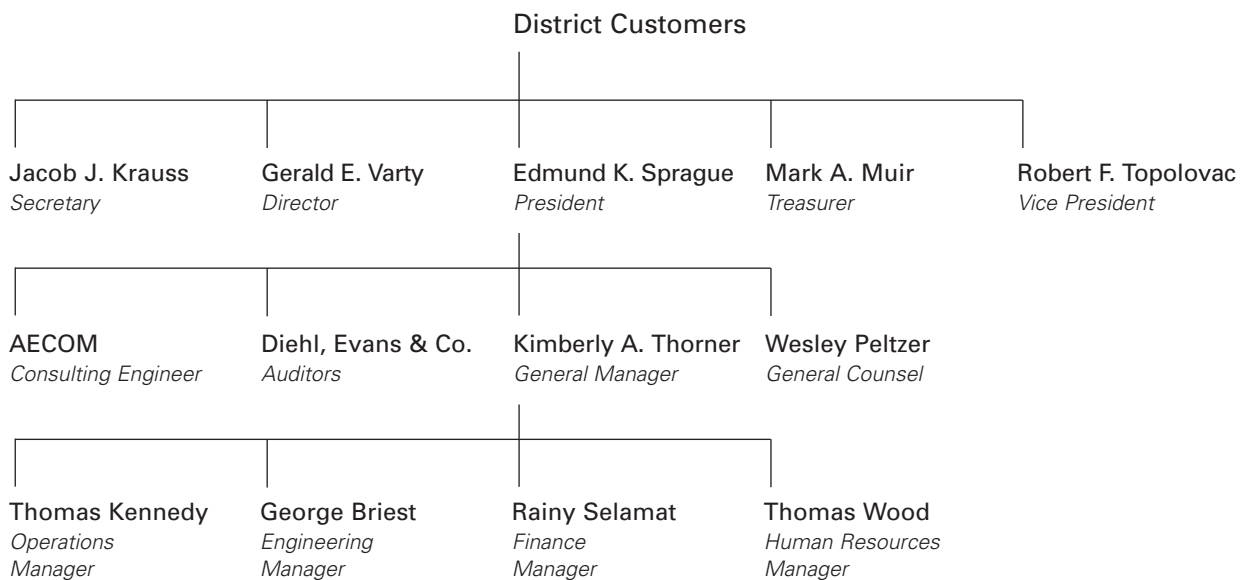 District Customers
Jacob J. Krauss
Secretary
Gerald E. Varty
Director
Edmund K. Sprague
President
Mark A. Muir
Treasurer
Robert F. Topolovac
Vice President
AECOM
Consulting Engineer
Diehl, Evans & Co.
Auditors
Kimberly A. Thorner
General Manager
Wesley Peltzer
General Counsel
Thomas Kennedy
Operations
Manager
George Briest
Engineering
Manager
Rainy Selamat
Finance
Manager
Thomas Wood
Human Resources
Manager